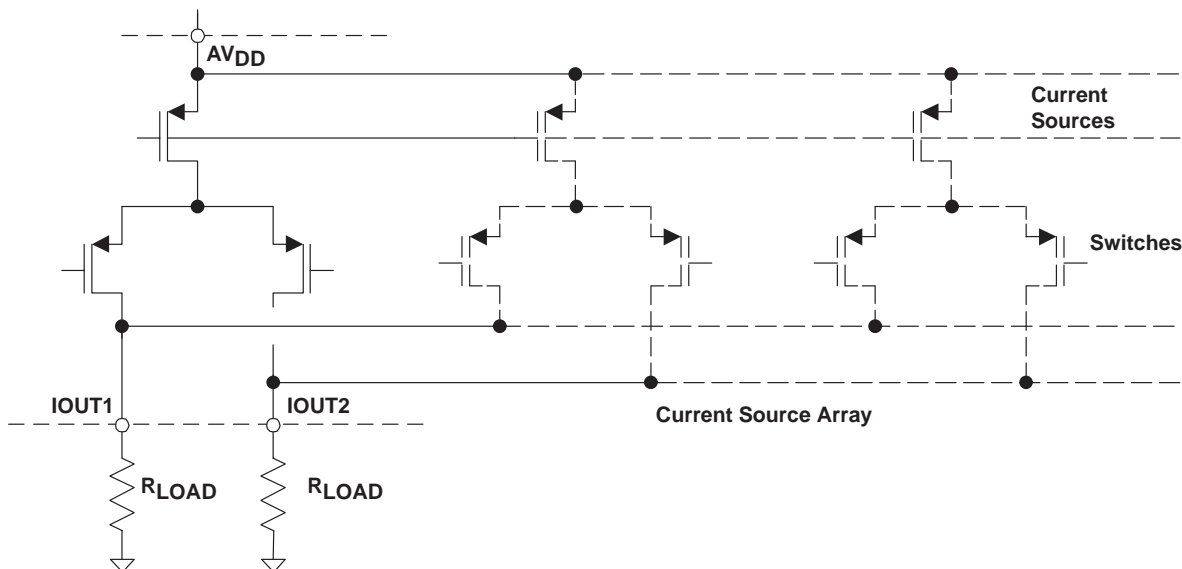 AVDD
Current
Sources
Switches
IOUT1
IOUT2
Current Source Array
RLOAD
RLOAD